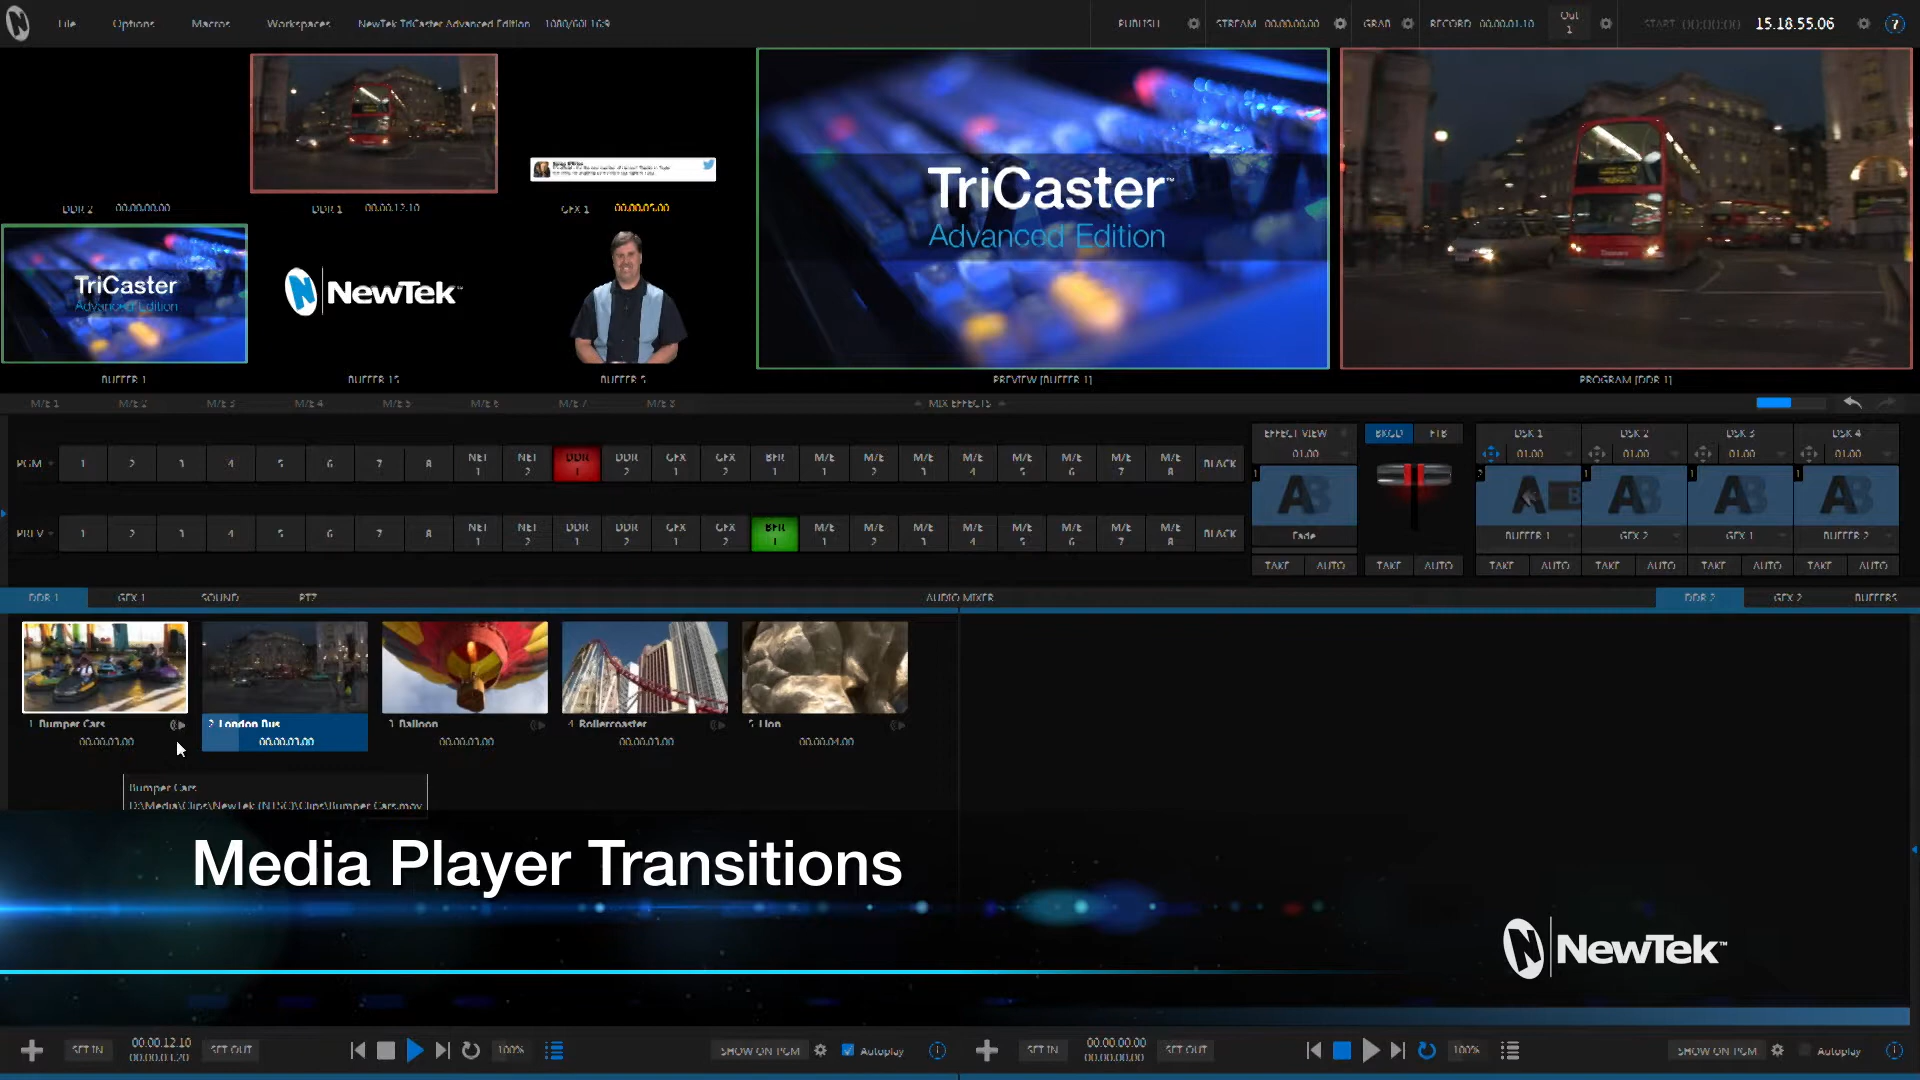 File Options Macros Workspaces NewTek TriCaster Advanced Edition 1080/60i 16:9
PUBLISH STREAM 00:00:00.00 GRAB RECORD 00:00:01.10 Out 1 START 00:00:00 15:18:55.06
DDR 2 00:00:00.00
DDR 1 00:00:12.10
GFX 1 00:00:05.00
TriCaster
Advanced Edition
NewTek™
TriCaster™
Advanced Edition
BUFFER 1
BUFFER 15
BUFFER 5
PREVIEW [BUFFER 1]
PROGRAM [DDR 1]
M/E 1 M/E 2 M/E 3 M/E 4 M/E 5 M/E 6 M/E 7 M/E 8 MIX EFFECTS
EFFECT VIEW BKGD FTB DSK 1 DSK 2 DSK 3 DSK 4
01.00 01.00 01.00 01.00 01.00
PGM 1 2 3 4 5 6 7 8 NET 1 NET 2 DDR 1 DDR 2 GFX 1 GFX 2 BFR 1 M/E 1 M/E 2 M/E 3 M/E 4 M/E 5 M/E 6 M/E 7 M/E 8 BLACK
PREV 1 2 3 4 5 6 7 8 NET 1 NET 2 DDR 1 DDR 2 GFX 1 GFX 2 BFR 1 M/E 1 M/E 2 M/E 3 M/E 4 M/E 5 M/E 6 M/E 7 M/E 8 BLACK
Fade BUFFER 1 GFX 2 GFX 1 BUFFER 2
TAKE AUTO TAKE AUTO TAKE AUTO TAKE AUTO TAKE AUTO TAKE AUTO
DDR 1 GFX 1 SOUND PTZ AUDIO MIXER DDR 2 GFX 2 BUFFERS
1 Bumper Cars 2 London Bus 3 Balloon 4 Rollercoaster 5 Lion
00:00:03.00 00:00:03.00 00:00:03.00 00:00:03.00 00:00:04.00
Bumper Cars
D:\Media\Clips\NewTek (NTSC)\Clips\Bumper Cars.mov
Media Player Transitions
NewTek™
SET IN 00:00:12.10 SET OUT 100% SHOW ON PGM Autoplay
00:00:03.20
SET IN 00:00:00.00 SET OUT 100% SHOW ON PGM Autoplay
00:00:00.00